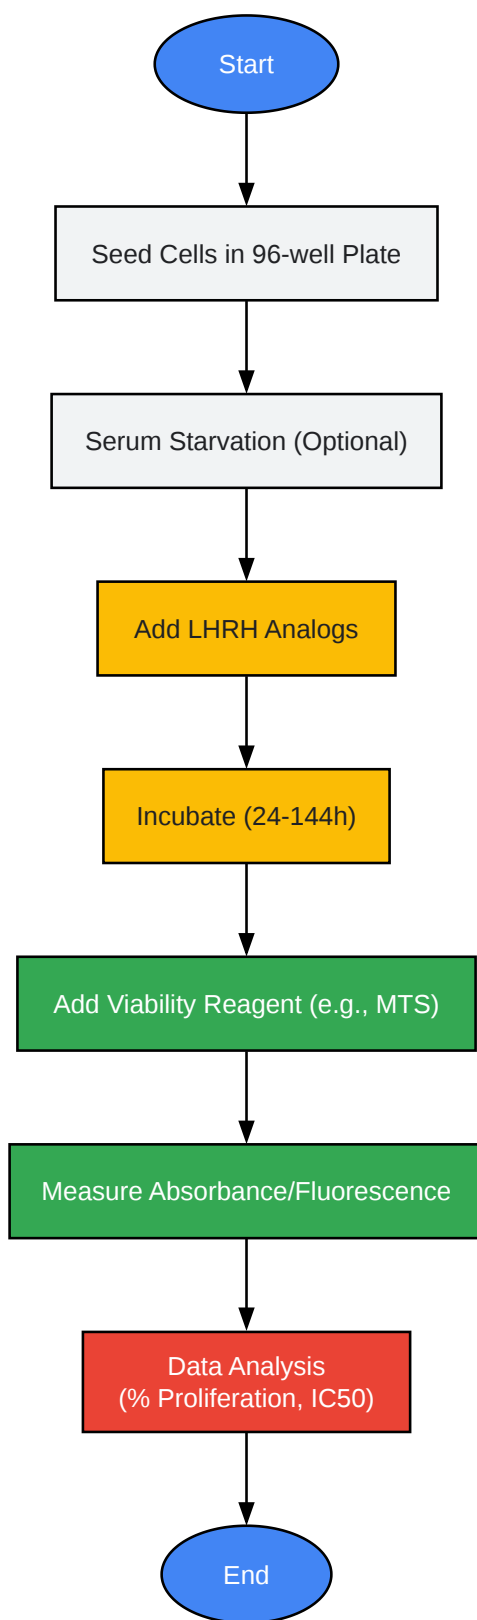 Start
Seed Cells in 96-well Plate
Serum Starvation (Optional)
Add LHRH Analogs
Incubate (24-144h)
Add Viability Reagent (e.g., MTS)
Measure Absorbance/Fluorescence
Data Analysis
(% Proliferation, IC50)
End